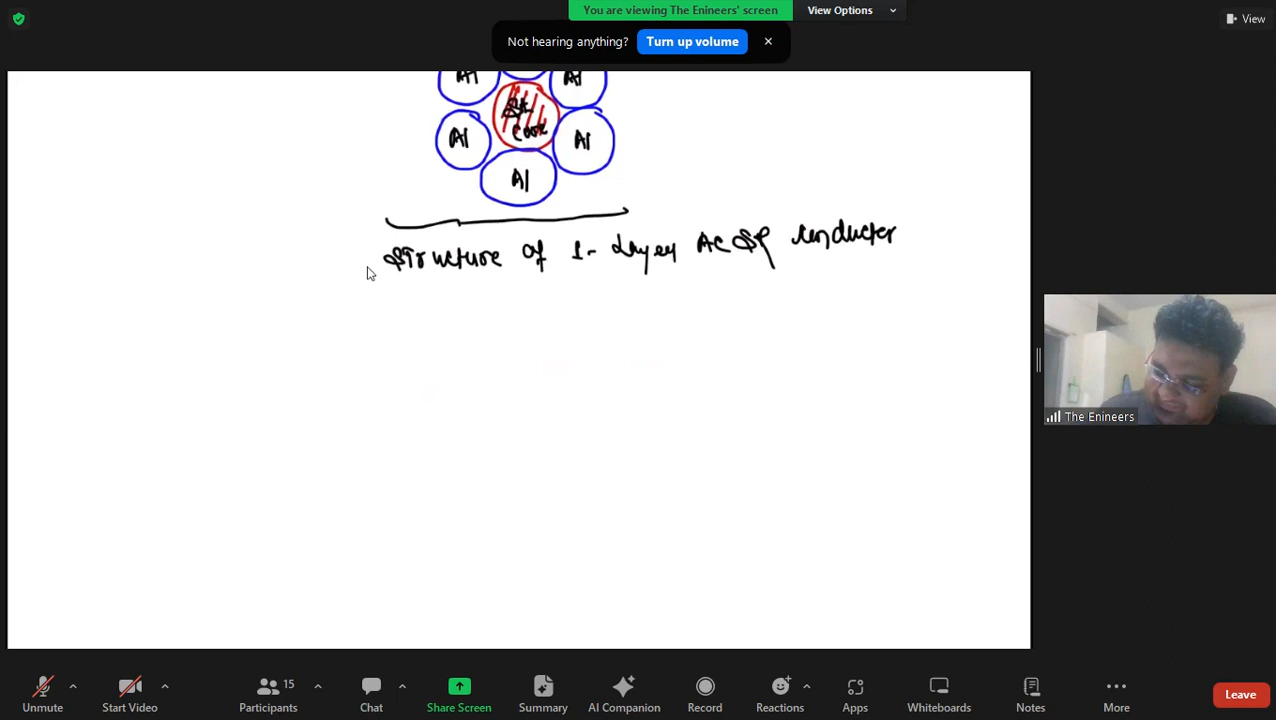 You are viewing The Enineers' screen
View Options
View
Not hearing anything?
Turn up volume
Al
Al
St.
Core
Al
Al
Al
Structure of 1-Layer ACSR conductor
The Enineers
Unmute
Start Video
15
Participants
Chat
Share Screen
Summary
AI Companion
Record
Reactions
Apps
Whiteboards
Notes
More
Leave